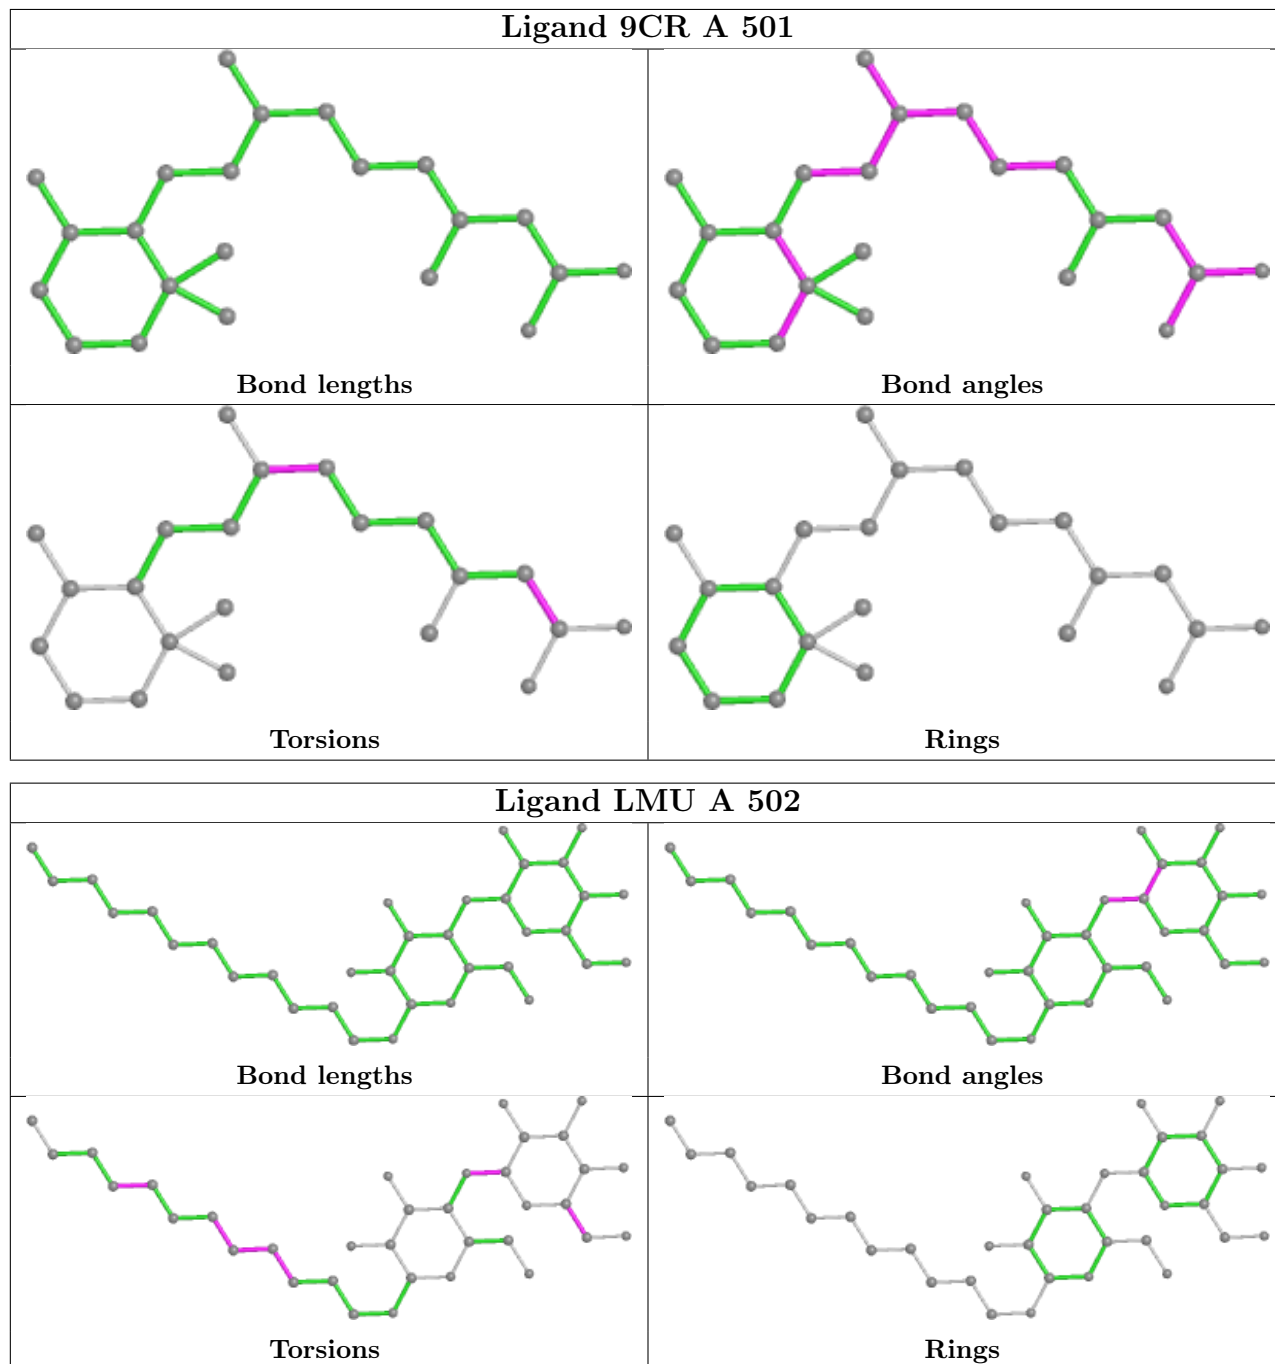 Ligand 9CR A 501
Bond lengths
Bond angles
Torsions
Rings
Ligand LMU A 502
Bond lengths
Bond angles
Torsions
Rings